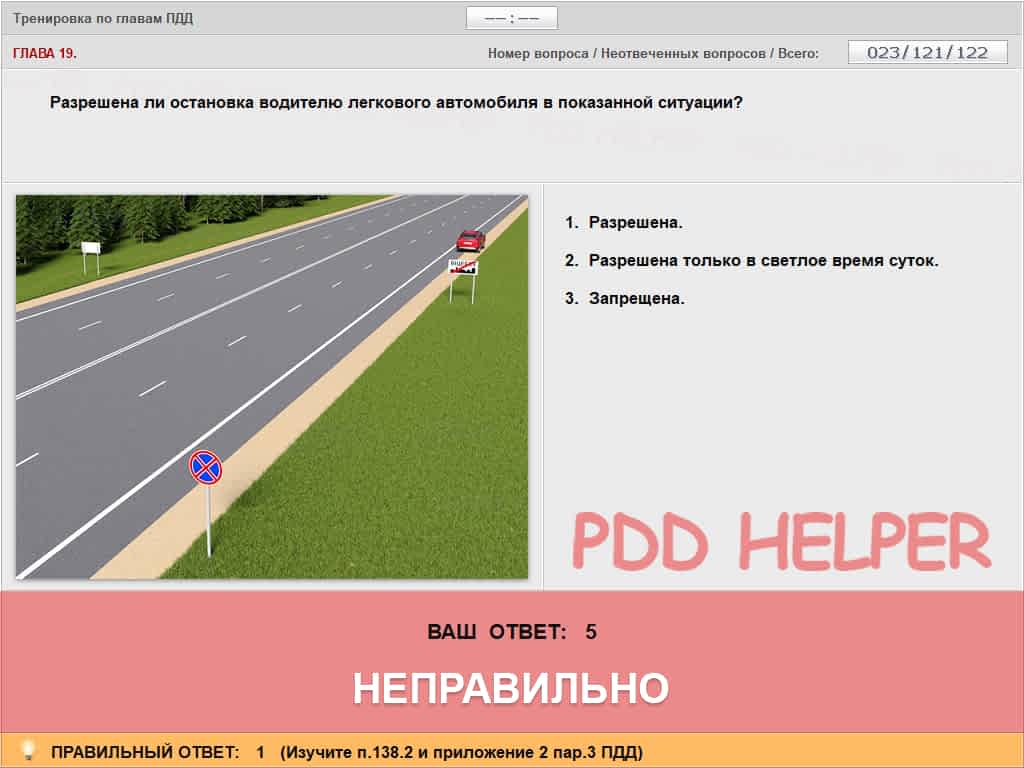 Тренировка по главам ПДД
–– : ––
ГЛАВА 19.
Номер вопроса / Неотвеченных вопросов / Всего: 023/121/122
Разрешена ли остановка водителю легкового автомобиля в показанной ситуации?
1. Разрешена.
2. Разрешена только в светлое время суток.
3. Запрещена.
PDD HELPER
ВАШ ОТВЕТ: 5
НЕПРАВИЛЬНО
ПРАВИЛЬНЫЙ ОТВЕТ: 1 (Изучите п.138.2 и приложение 2 пар.3 ПДД)